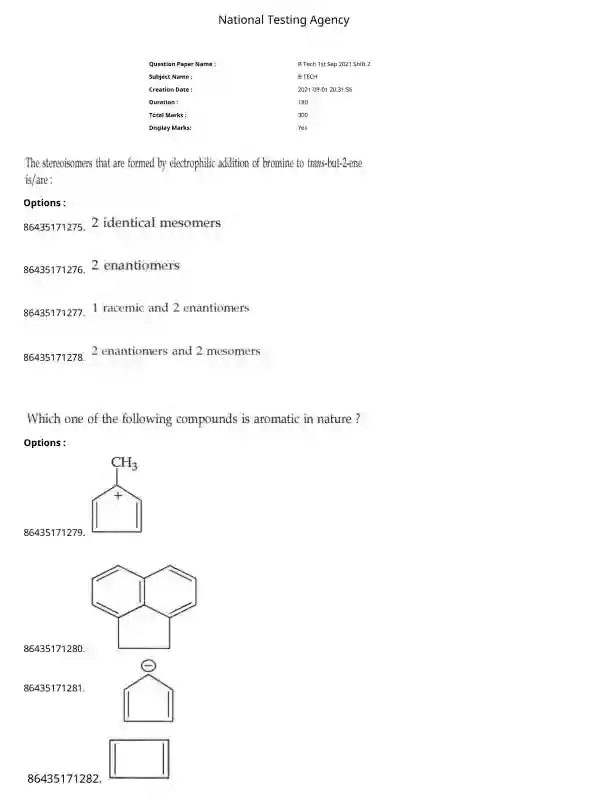 National Testing Agency
Question Paper Name : B Tech 1st Sep 2021 Shift 2
Subject Name : B TECH
Creation Date : 2021-09-01 20:31:56
Duration : 180
Total Marks : 300
Display Marks: Yes
The stereoisomers that are formed by electrophilic addition of bromine to trans-but-2-ene
is/are :
Options :
86435171275. 2 identical mesomers
86435171276. 2 enantiomers
86435171277. 1 racemic and 2 enantiomers
86435171278. 2 enantiomers and 2 mesomers
Which one of the following compounds is aromatic in nature ?
Options :
CH3
+
86435171279.
86435171280.
−
86435171281.
86435171282.